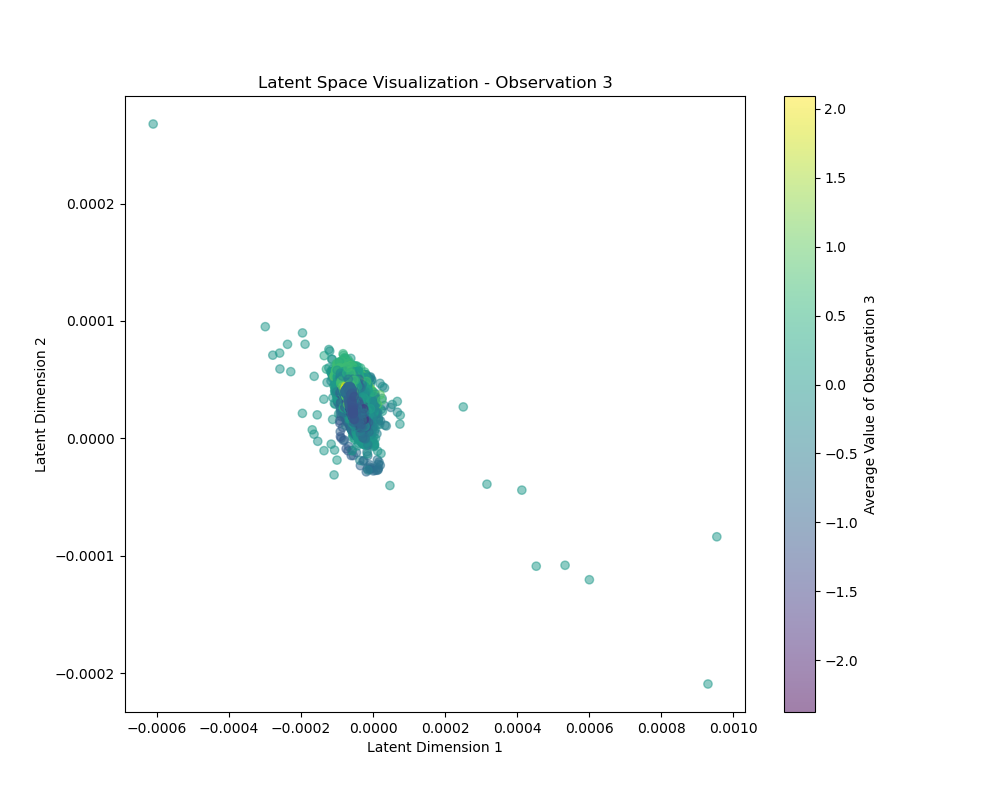 Latent Space Visualization - Observation 3
Latent Dimension 2
0.0002
0.0001
0.0000
−0.0001
−0.0002
−0.0006 −0.0004 −0.0002 0.0000 0.0002 0.0004 0.0006 0.0008 0.0010
Latent Dimension 1
2.0
1.5
1.0
0.5
0.0
−0.5
−1.0
−1.5
−2.0
Average Value of Observation 3